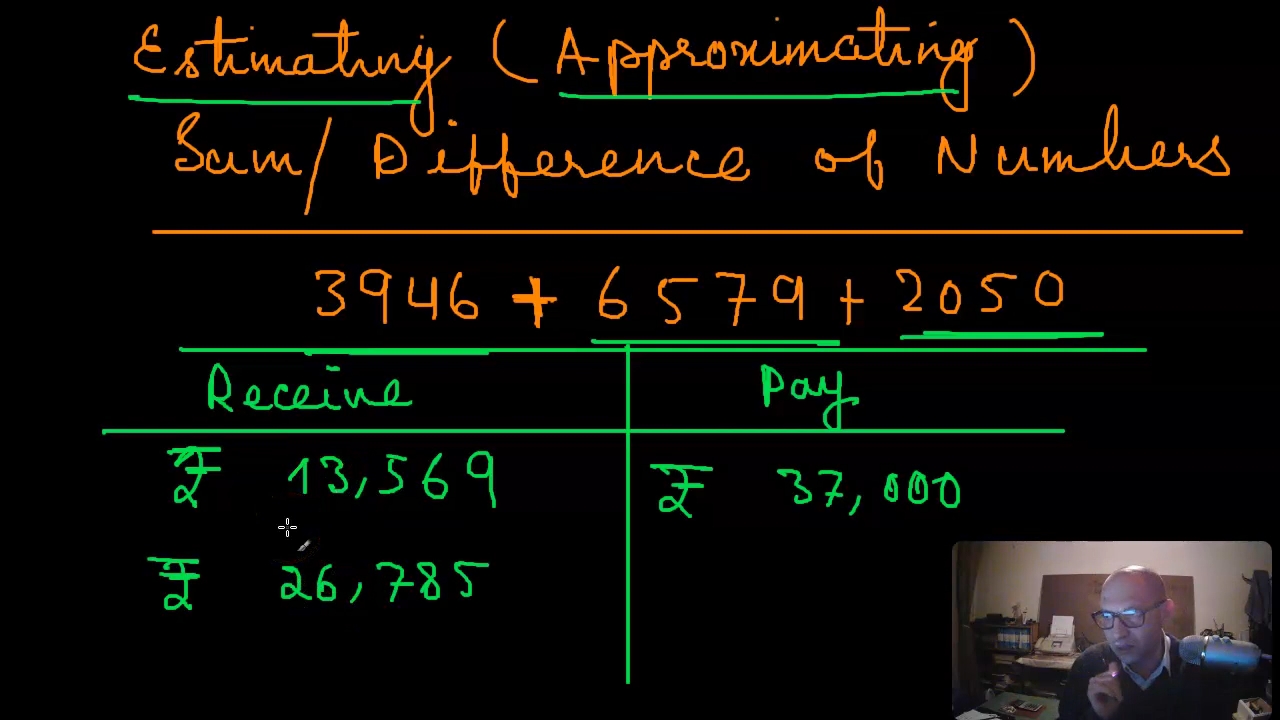 Estimating (Approximating)
Sum/ Difference of Numbers
3946 + 6579 + 2050
Receive Pay
₹ 13,569 ₹ 37,000
₹ 26,785